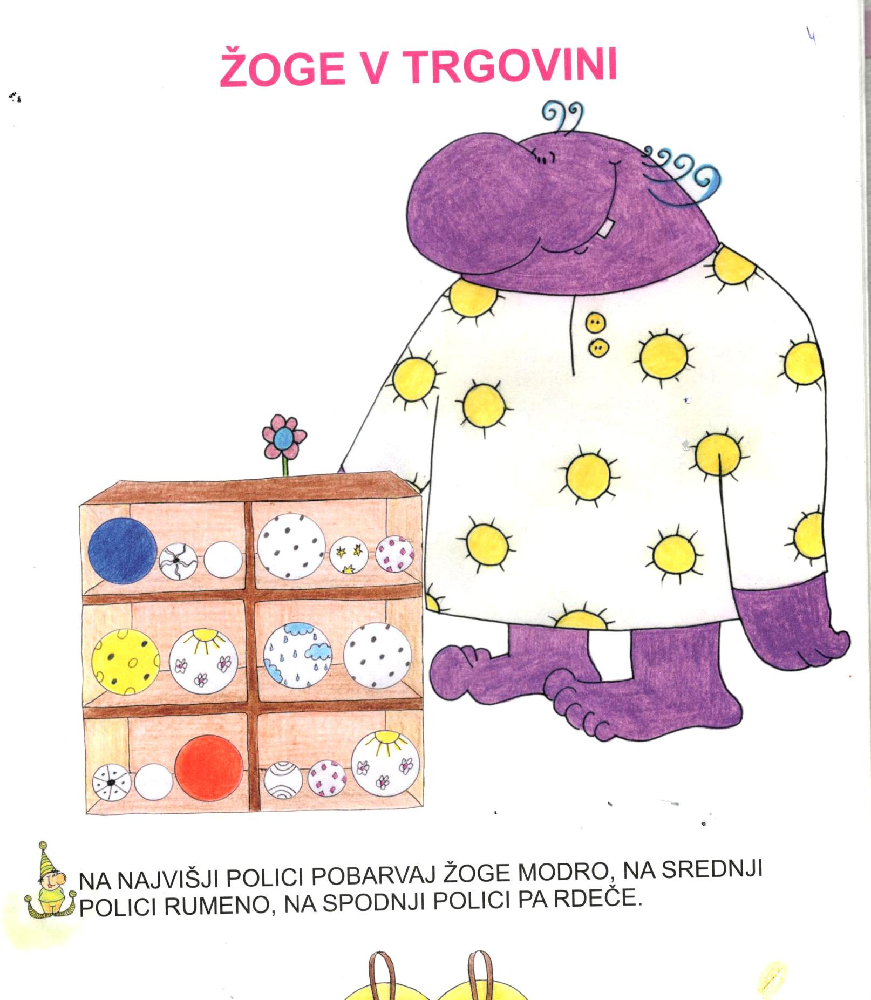 ŽOGE V TRGOVINI
NA NAJVIŠJI POLICI POBARVAJ ŽOGE MODRO, NA SREDNJI
POLICI RUMENO, NA SPODNJI POLICI PA RDEČE.